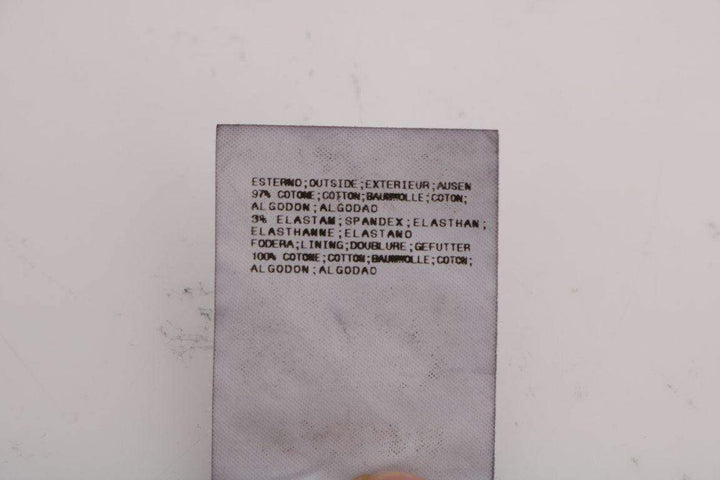 ESTERNO;OUTSIDE;EXTERIEUR;AUSEN
97% COTONE;COTTON;BAUMWOLLE;COTON;
ALGODON;ALGODAO
3% ELASTAN;SPANDEX;ELASTHAN;
ELASTHANNE;ELASTANO
FODERA;LINING;DOUBLURE;GEFUTTER
100% COTONE;COTTON;BAUMWOLLE;COTON;
ALGODON;ALGODAO